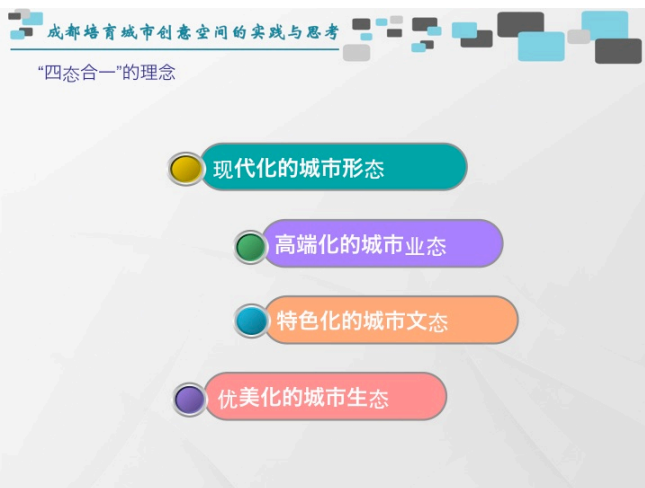 成都培育城市创意空间的实践与思考
“四态合一”的理念
现代化的城市形态
高端化的城市业态
特色化的城市文态
优美化的城市生态